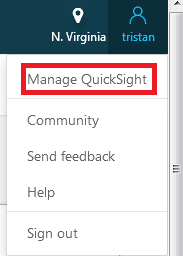 N. Virginia
tristan
Manage QuickSight
Community
Send feedback
Help
Sign out